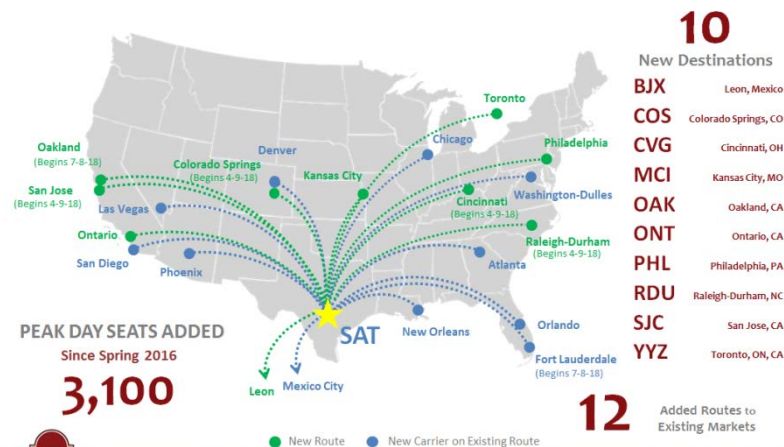 10
New Destinations
BJX Leon, Mexico
COS Colorado Springs, CO
CVG Cincinnati, OH
MCI Kansas City, MO
OAK Oakland, CA
ONT Ontario, CA
PHL Philadelphia, PA
RDU Raleigh-Durham, NC
SJC San Jose, CA
YYZ Toronto, ON, CA
Toronto
Chicago
Philadelphia
Oakland
(Begins 7-8-18)
Denver
Colorado Springs
(Begins 4-9-18)
Kansas City
San Jose
(Begins 4-9-18)
Las Vegas
Cincinnati
(Begins 4-9-18)
Washington-Dulles
Ontario
San Diego
Phoenix
Raleigh-Durham
(Begins 4-9-18)
Atlanta
SAT
New Orleans
Orlando
Fort Lauderdale
(Begins 7-8-18)
Leon
Mexico City
PEAK DAY SEATS ADDED
Since Spring 2016
3,100
12
Added Routes to
Existing Markets
New Route
New Carrier on Existing Route